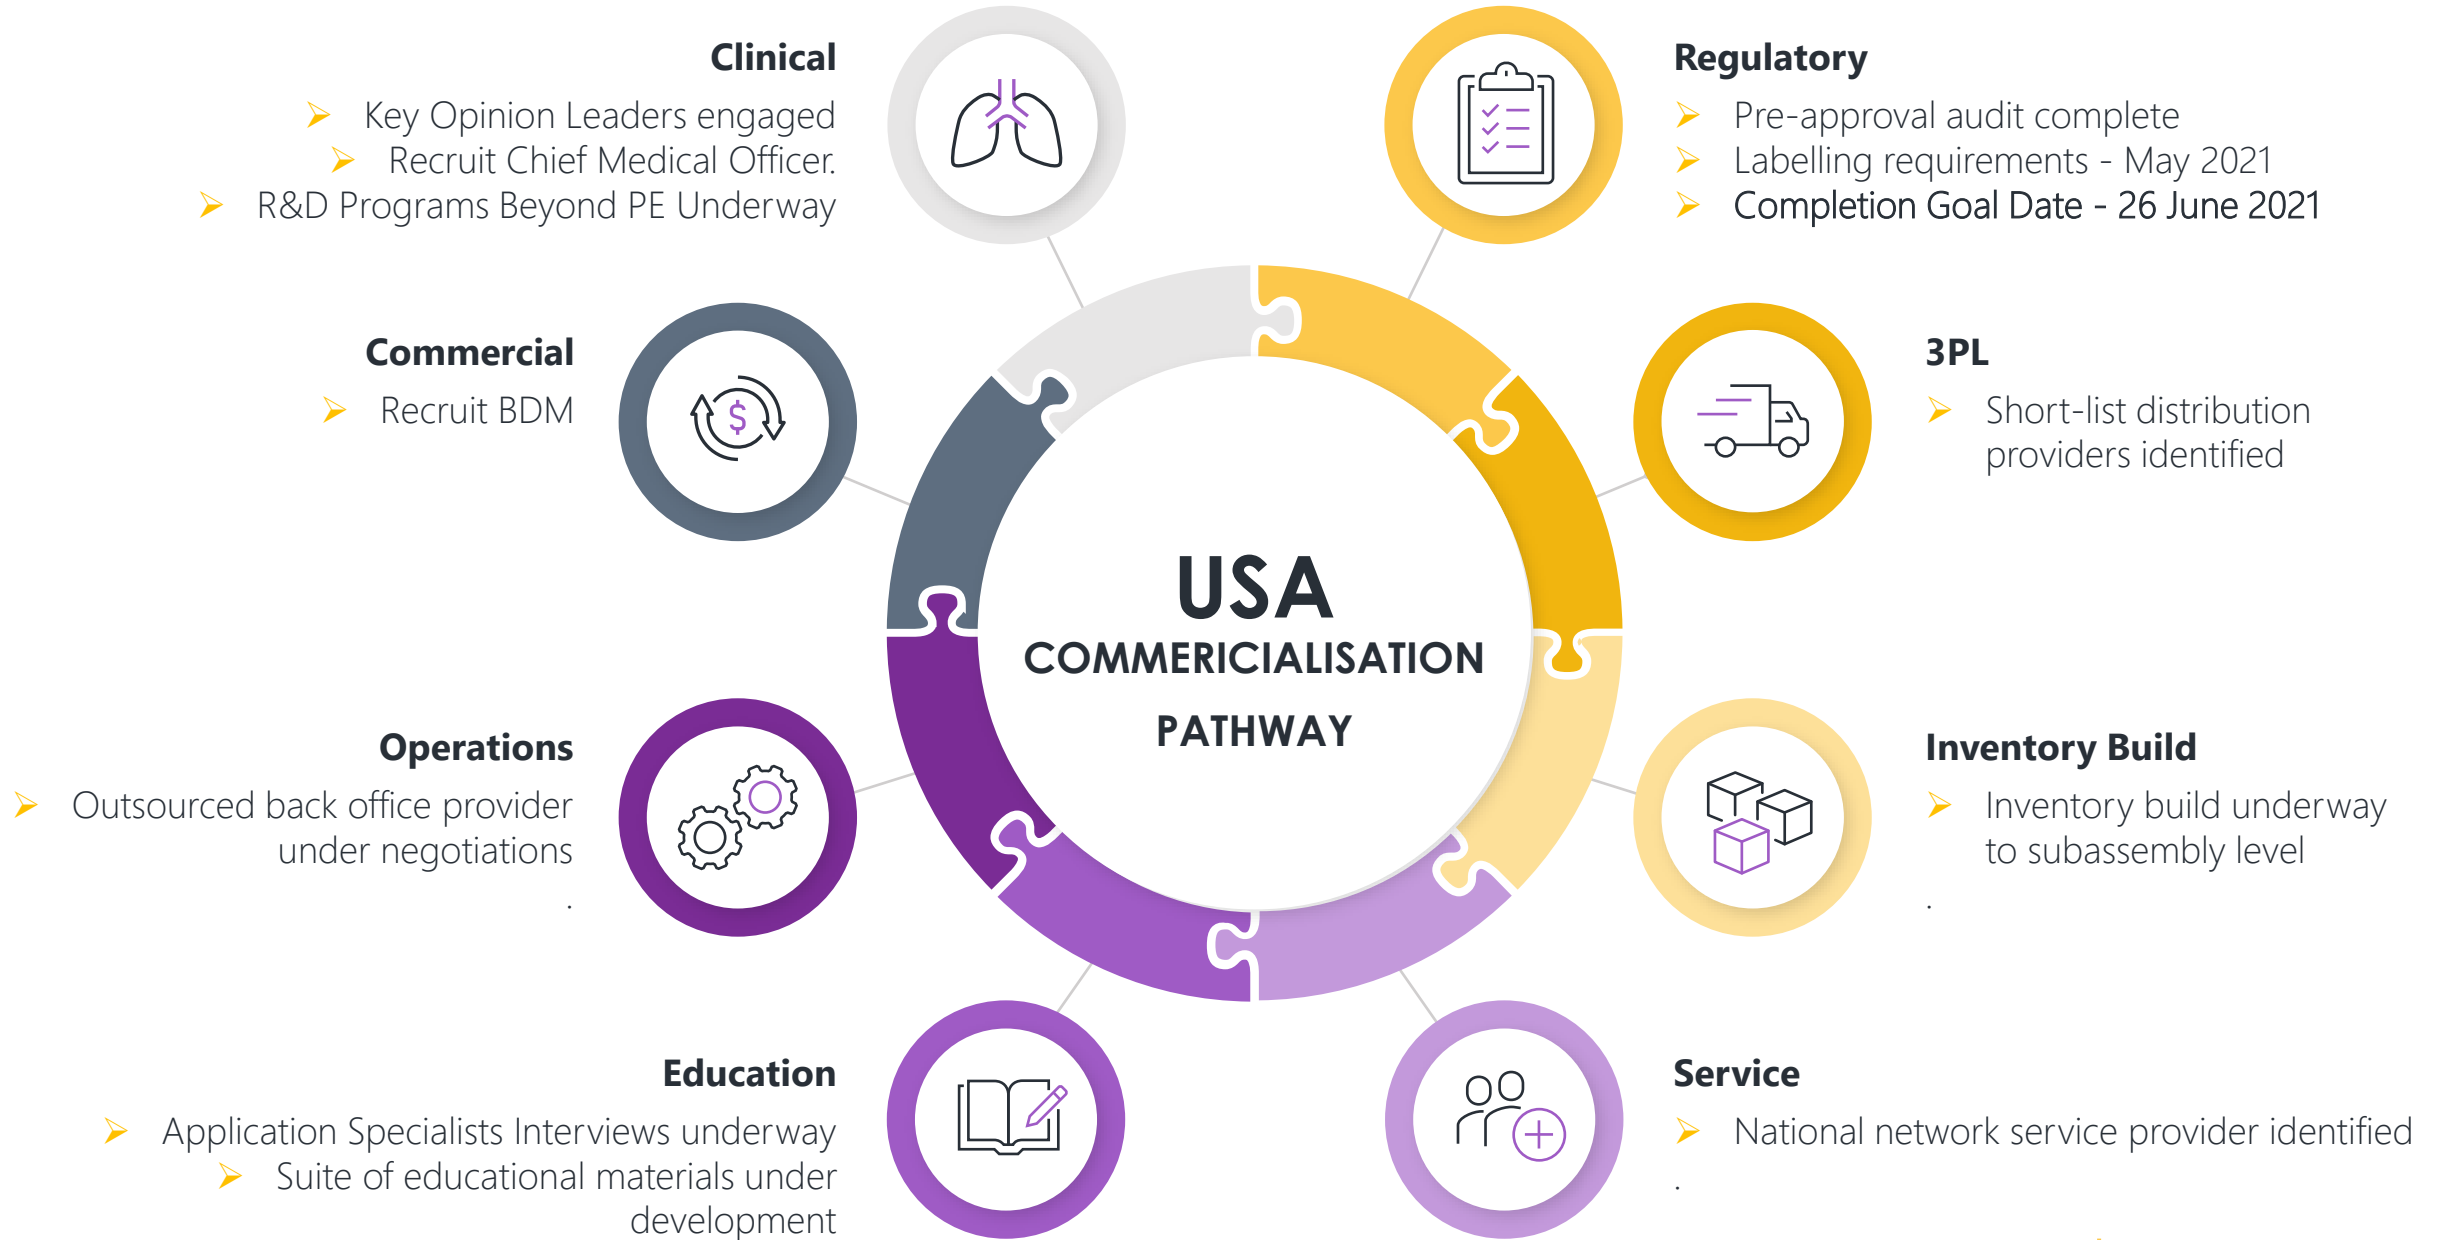 Clinical
Key Opinion Leaders engaged
Recruit Chief Medical Officer.
R&D Programs Beyond PE Underway
Regulatory
Pre-approval audit complete
Labelling requirements - May 2021
Completion Goal Date - 26 June 2021
Commercial
Recruit BDM
$
3PL
Short-list distribution
providers identified
USA
COMMERICIALISATION
PATHWAY
Operations
Outsourced back office provider
under negotiations
.
Inventory Build
Inventory build underway
to subassembly level
.
Education
Application Specialists Interviews underway
Suite of educational materials under
development
Service
National network service provider identified
.